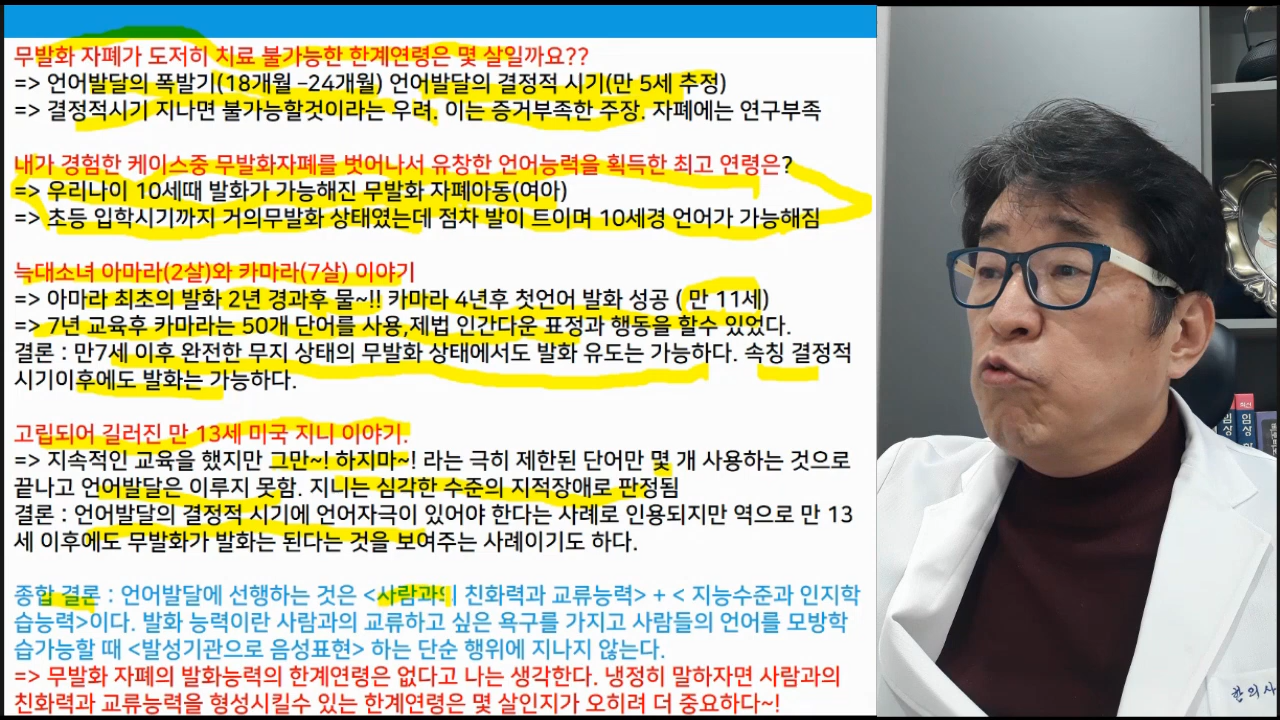 무발화 자폐가 도저히 치료 불가능한 한계연령은 몇 살일까요??
=> 언어발달의 폭발기(18개월 –24개월) 언어발달의 결정적 시기(만 5세 추정)
=> 결정적시기 지나면 불가능할것이라는 우려. 이는 증거부족한 주장. 자폐에는 연구부족
내가 경험한 케이스중 무발화자폐를 벗어나서 유창한 언어능력을 획득한 최고 연령은?
=> 우리나이 10세때 발화가 가능해진 무발화 자폐아동(여아)
=> 초등 입학시기까지 거의무발화 상태였는데 점차 발이 트이며 10세경 언어가 가능해짐
늑대소녀 아마라(2살)와 카마라(7살) 이야기
=> 아마라 최초의 발화 2년 경과후 물~!! 카마라 4년후 첫언어 발화 성공 ( 만 11세)
=> 7년 교육후 카마라는 50개 단어를 사용,제법 인간다운 표정과 행동을 할수 있었다.
결론 : 만7세 이후 완전한 무지 상태의 무발화 상태에서도 발화 유도는 가능하다. 속칭 결정적
시기이후에도 발화는 가능하다.
고립되어 길러진 만 13세 미국 지니 이야기.
=> 지속적인 교육을 했지만 그만~! 하지마~! 라는 극히 제한된 단어만 몇 개 사용하는 것으로
끝나고 언어발달은 이루지 못함. 지니는 심각한 수준의 지적장애로 판정됨
결론 : 언어발달의 결정적 시기에 언어자극이 있어야 한다는 사례로 인용되지만 역으로 만 13
세 이후에도 무발화가 발화는 된다는 것을 보여주는 사례이기도 하다.
종합 결론 : 언어발달에 선행하는 것은 <사람과의 친화력과 교류능력> + < 지능수준과 인지학
습능력>이다. 발화 능력이란 사람과의 교류하고 싶은 욕구를 가지고 사람들의 언어를 모방학
습가능할 때 <발성기관으로 음성표현> 하는 단순 행위에 지나지 않는다.
=> 무발화 자폐의 발화능력의 한계연령은 없다고 나는 생각한다. 냉정히 말하자면 사람과의
친화력과 교류능력을 형성시킬수 있는 한계연령은 몇 살인지가 오히려 더 중요하다~!
한의사
임상